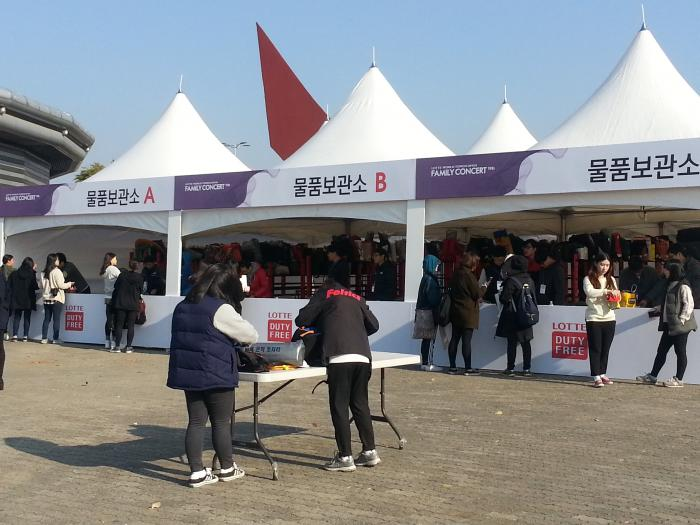 물품보관소 A
FAMILY CONCERT
물품보관소 B
FAMILY CONCERT
물품보관소
LOTTE
DUTY
FREE
LOTTE
DUTY
FREE
LOTTE
DUTY
FREE